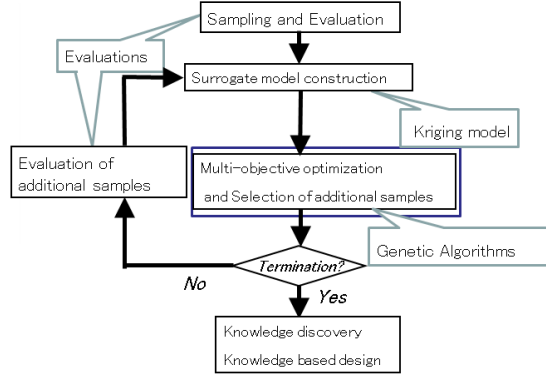 Sampling and Evaluation
Evaluations
Surrogate model construction
Kriging model
Evaluation of
additional samples
Multi-objective optimization
and Selection of additional samples
Genetic Algorithms
Termination?
No
Yes
Knowledge discovery
Knowledge based design